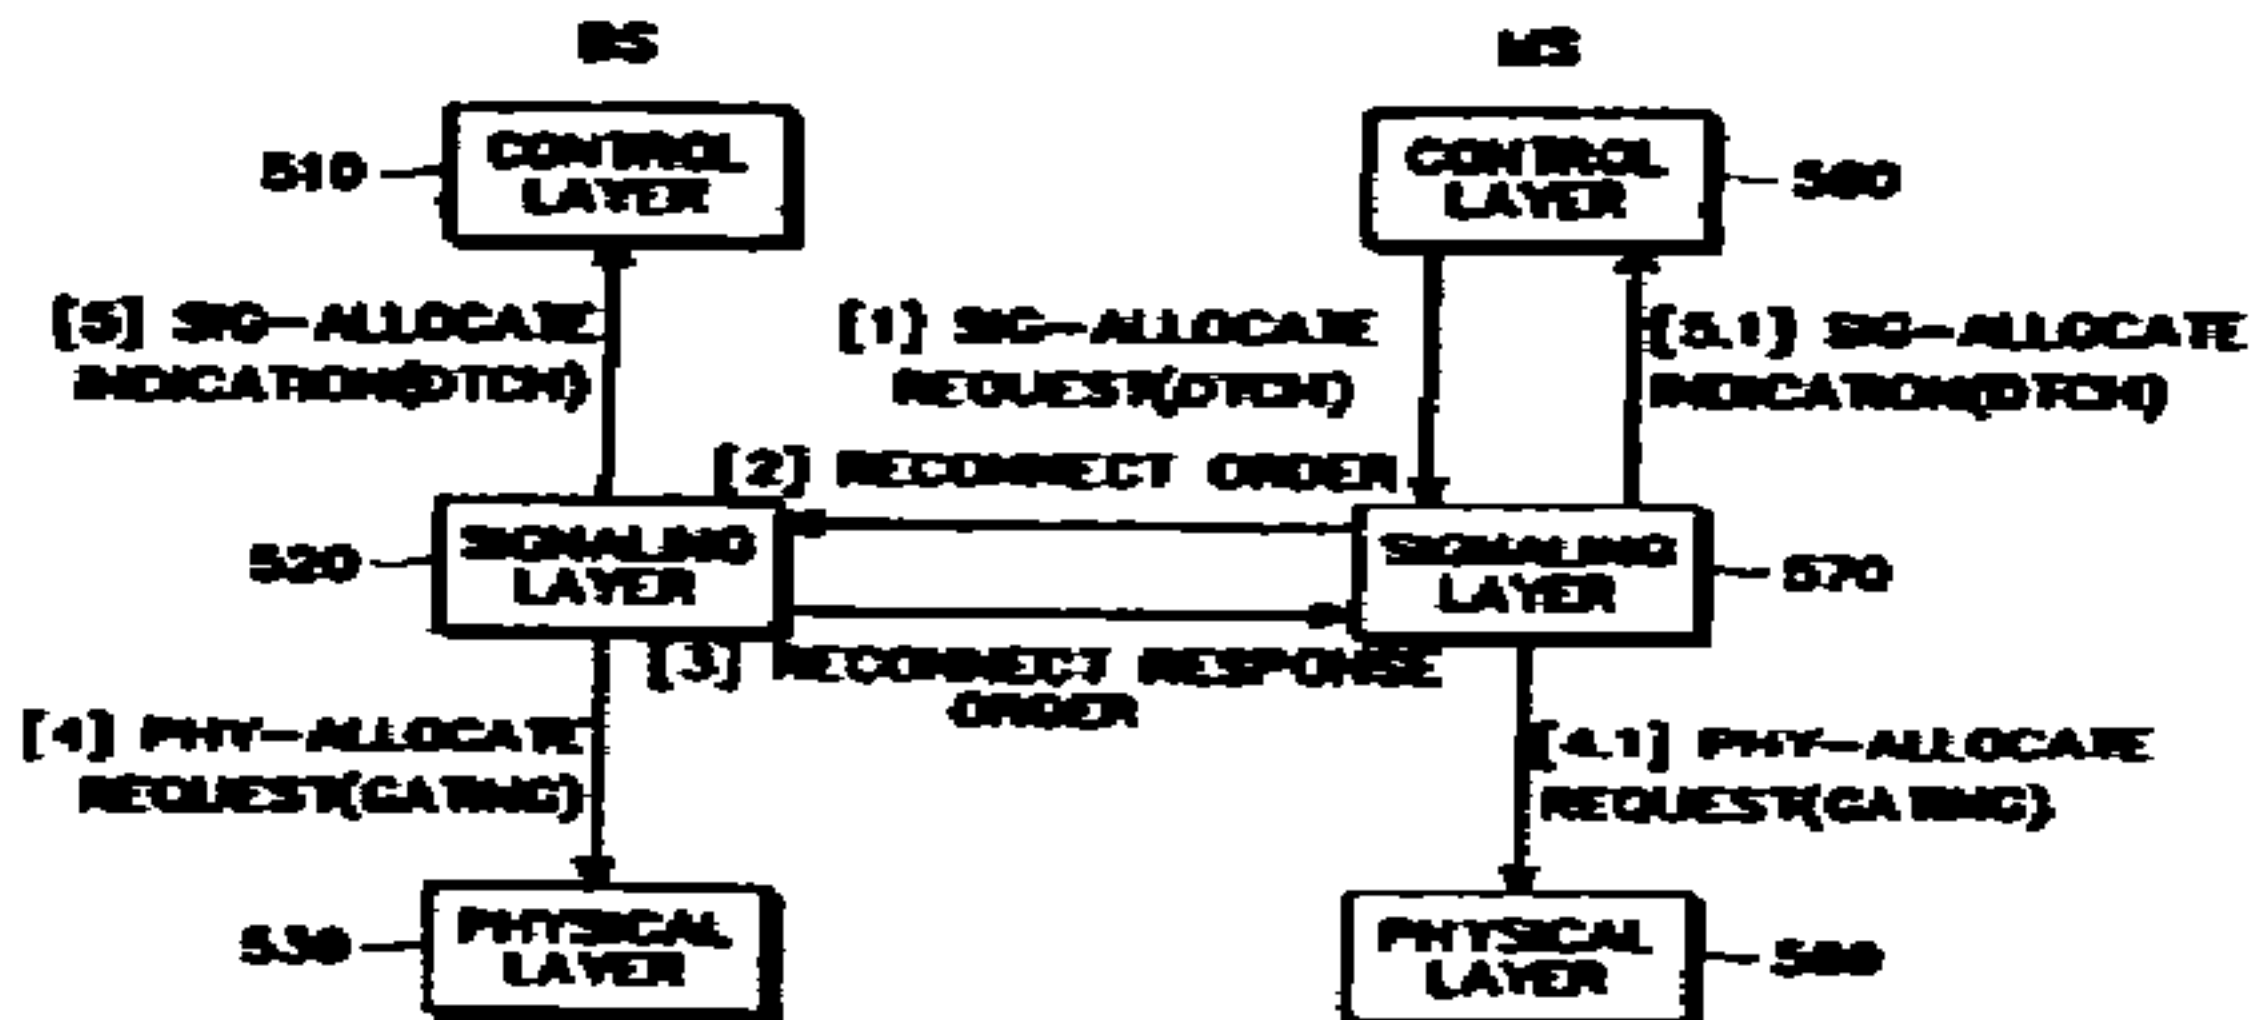 BS
MS
CONTROL
LAYER
510
CONTROL
LAYER
[5] SIG-ALLOCATE
INDICATION(DTCH)
[1] SIG-ALLOCATE
REQUEST(DTCH)
[5.1] SIG-ALLOCATE
INDICATION(DTCH)
[2] RECONNECT ORDER
SIGNALING
LAYER
520
SIGNALING
LAYER
570
[3] RECONNECT RESPONSE
ORDER
[4] PHY-ALLOCATE
REQUEST(GATING)
[4.1] PHY-ALLOCATE
REQUEST(GATING)
PHYSICAL
LAYER
530
PHYSICAL
LAYER